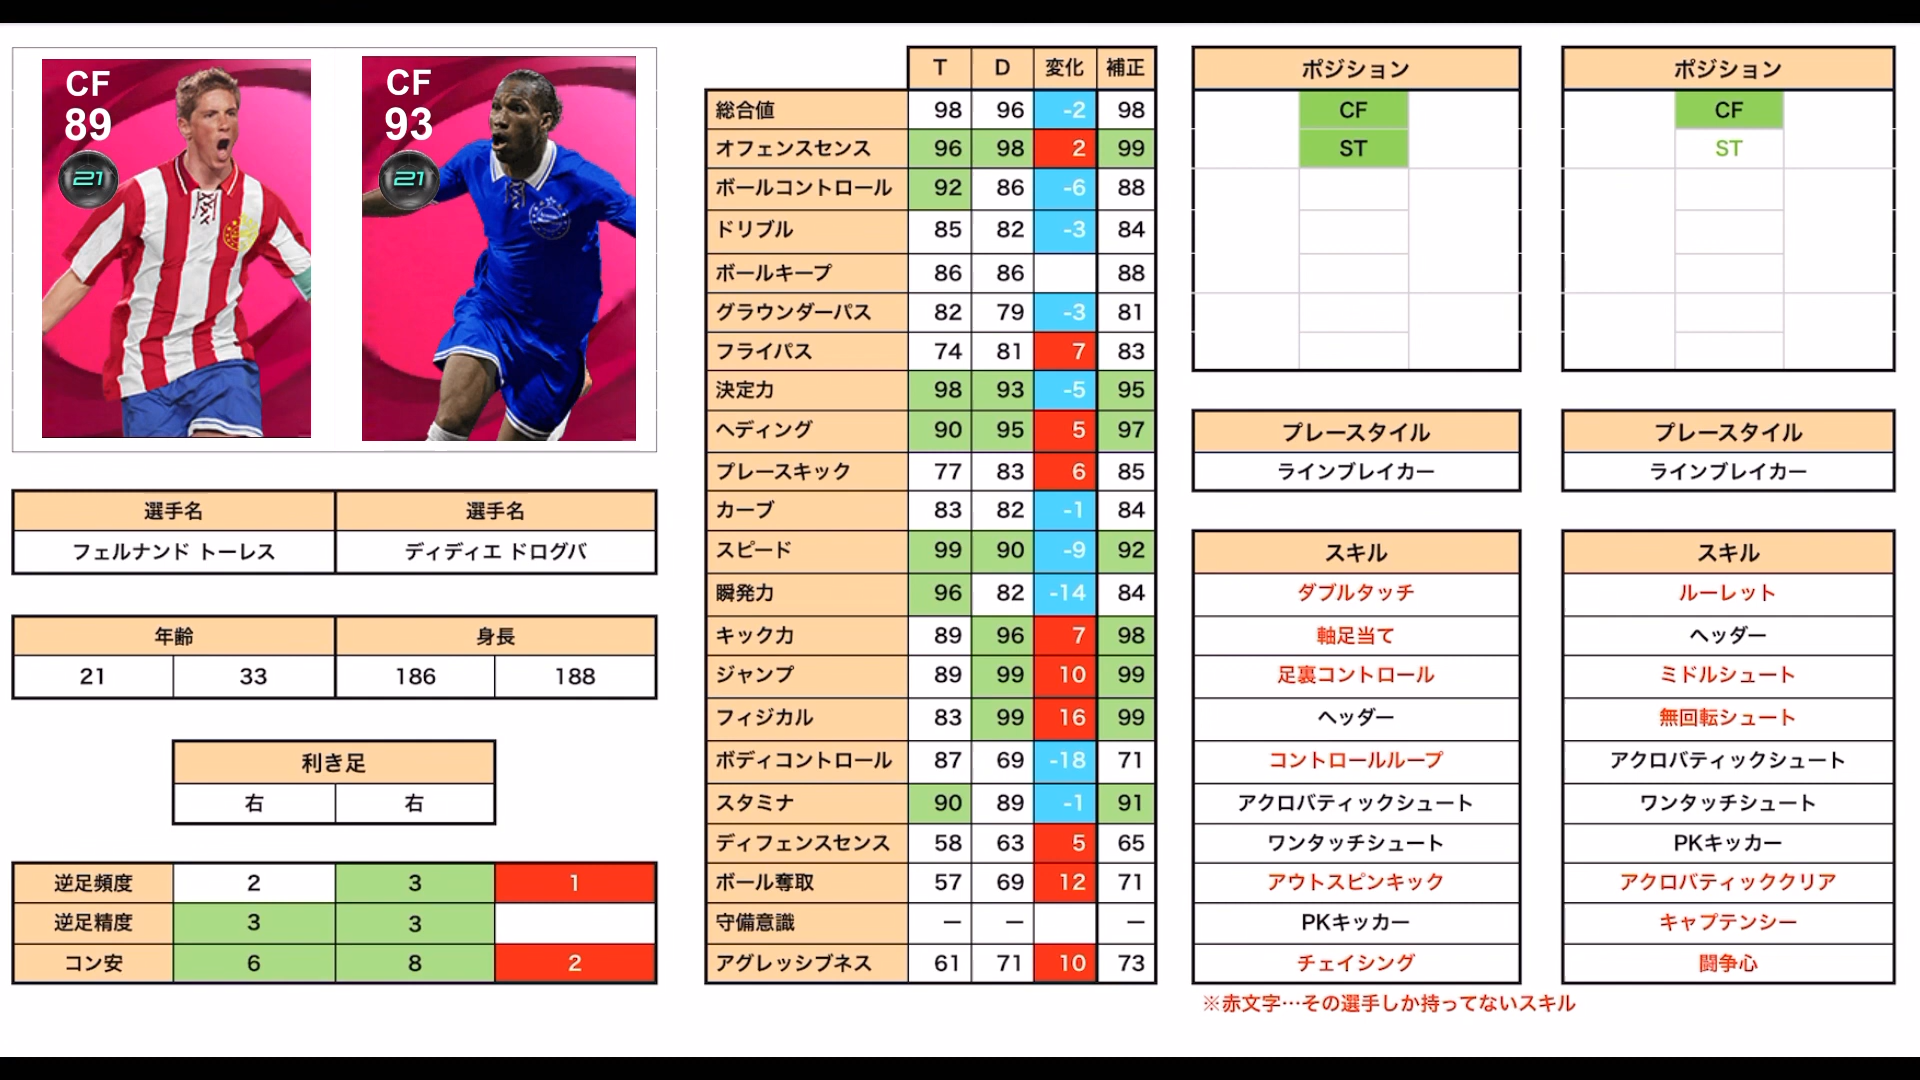 CF
89
21
CF
93
21
選手名 選手名
フェルナンド トーレス ディディエ ドログバ
年齢 身長
21 33 186 188
利き足
右 右
逆足頻度 2 3 1
逆足精度 3 3
コン安 6 8 2
T D 変化 補正
総合値 98 96 -2 98
オフェンスセンス 96 98 2 99
ボールコントロール 92 86 -6 88
ドリブル 85 82 -3 84
ボールキープ 86 86 88
グラウンダーパス 82 79 -3 81
フライパス 74 81 7 83
決定力 98 93 -5 95
ヘディング 90 95 5 97
プレースキック 77 83 6 85
カーブ 83 82 -1 84
スピード 99 90 -9 92
瞬発力 96 82 -14 84
キック力 89 96 7 98
ジャンプ 89 99 10 99
フィジカル 83 99 16 99
ボディコントロール 87 69 -18 71
スタミナ 90 89 -1 91
ディフェンスセンス 58 63 5 65
ボール奪取 57 69 12 71
守備意識 — — —
アグレッシブネス 61 71 10 73
ポジション
CF
ST
プレースタイル
ラインブレイカー
スキル
ダブルタッチ
軸足当て
足裏コントロール
ヘッダー
コントロールループ
アクロバティックシュート
ワンタッチシュート
アウトスピンキック
PKキッカー
チェイシング
ポジション
CF
ST
プレースタイル
ラインブレイカー
スキル
ルーレット
ヘッダー
ミドルシュート
無回転シュート
アクロバティックシュート
ワンタッチシュート
PKキッカー
アクロバティッククリア
キャプテンシー
闘争心
※赤文字…その選手しか持ってないスキル